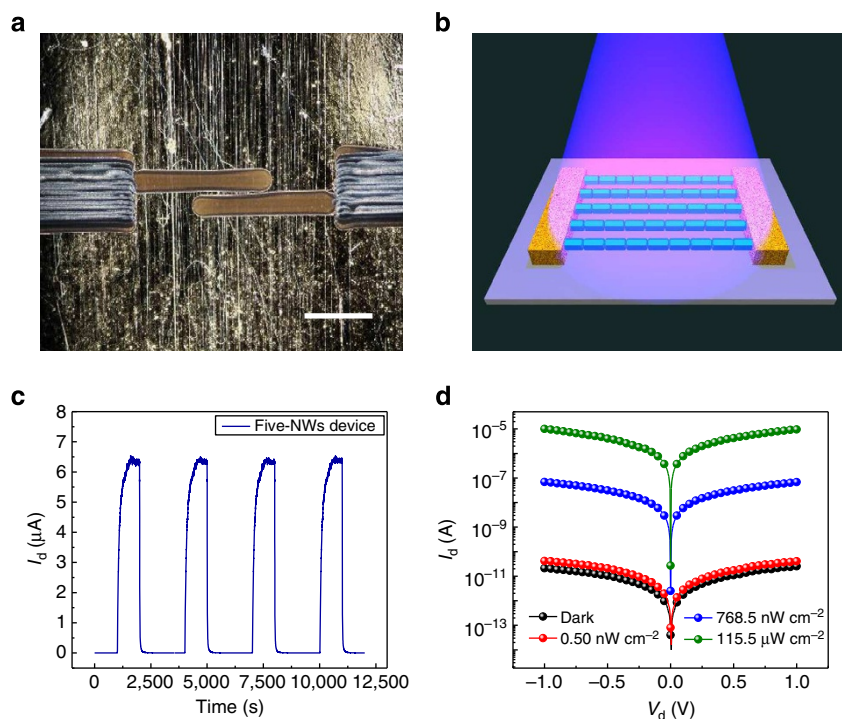 a
b
c
8
7
6
5
4
3
2
1
0
I_d (μA)
Five-NWs device
0
2,500
5,000
7,500
10,000
12,500
Time (s)
d
10⁻⁵
10⁻⁷
10⁻⁹
10⁻¹¹
10⁻¹³
I_d (A)
Dark
0.50 nW cm⁻²
768.5 nW cm⁻²
115.5 μW cm⁻²
−1.0
−0.5
0.0
0.5
1.0
V_d (V)